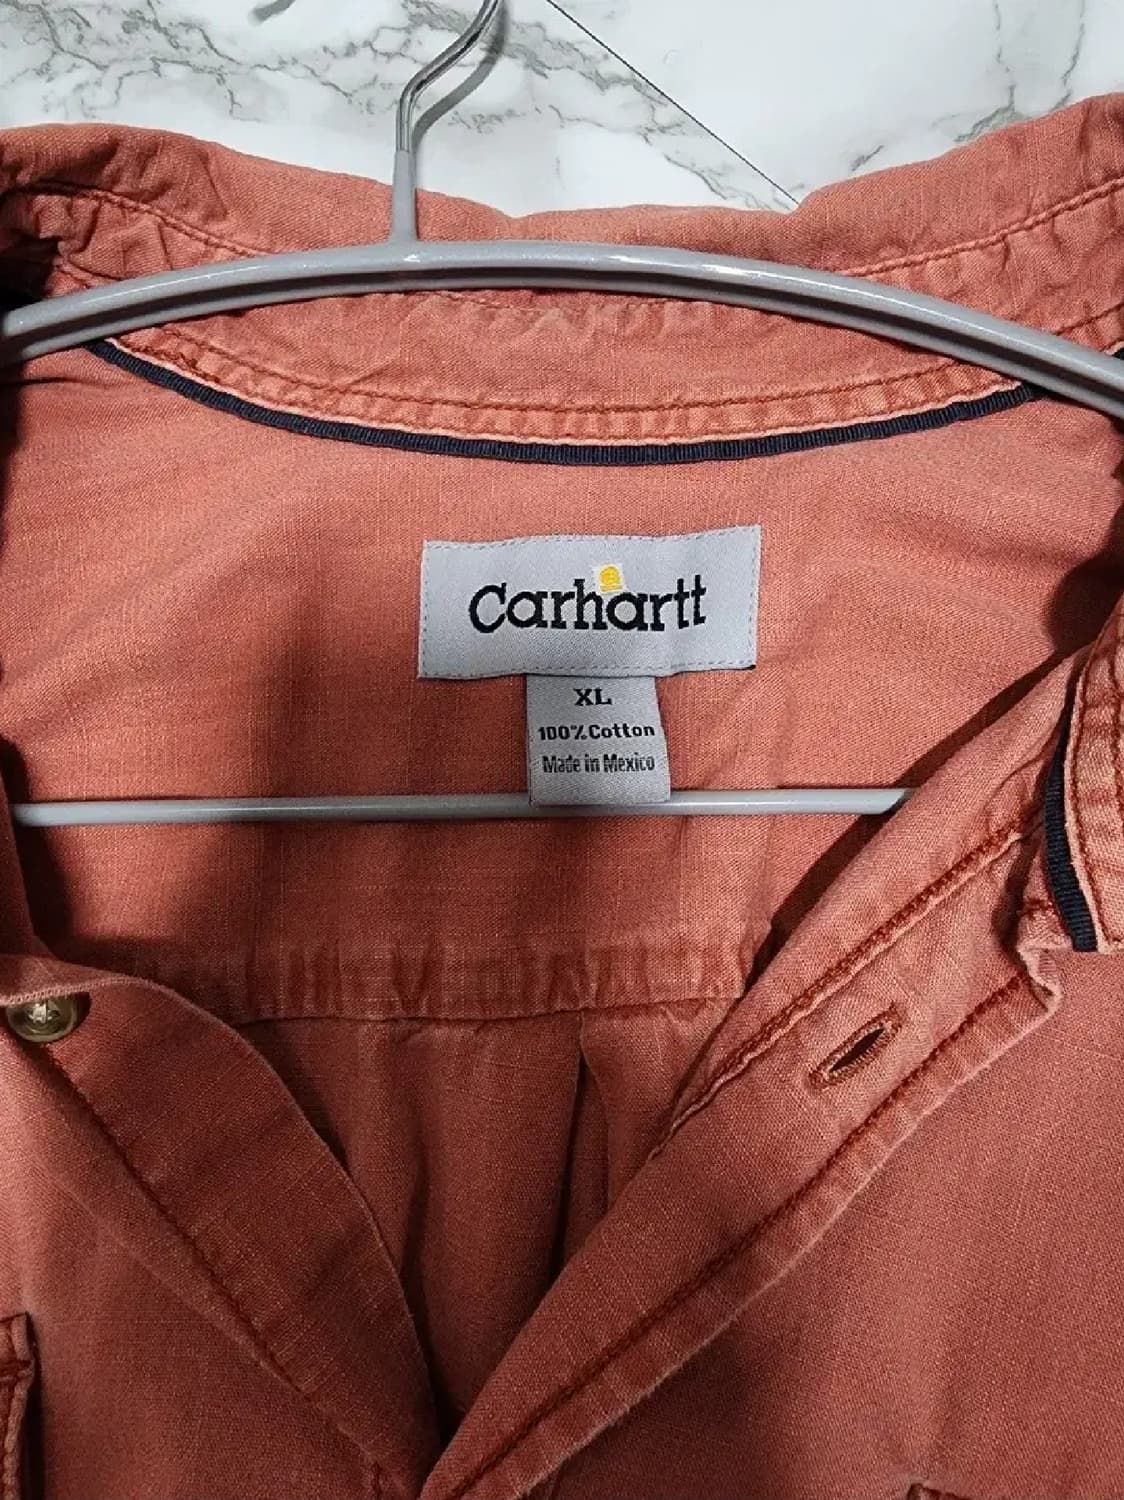 Carhartt
XL
100% Cotton
Made in Mexico